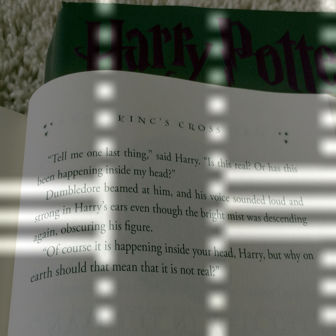 Harry Potte
KING'S CROSS
"Tell me one last thing," said Harry. "Is this real? Or has this
been happening inside my head?"
Dumbledore beamed at him, and his voice sounded loud and
strong in Harry's ears even though the bright mist was descending
again, obscuring his figure.
"Of course it is happening inside your head, Harry, but why on
earth should that mean that it is not real?"